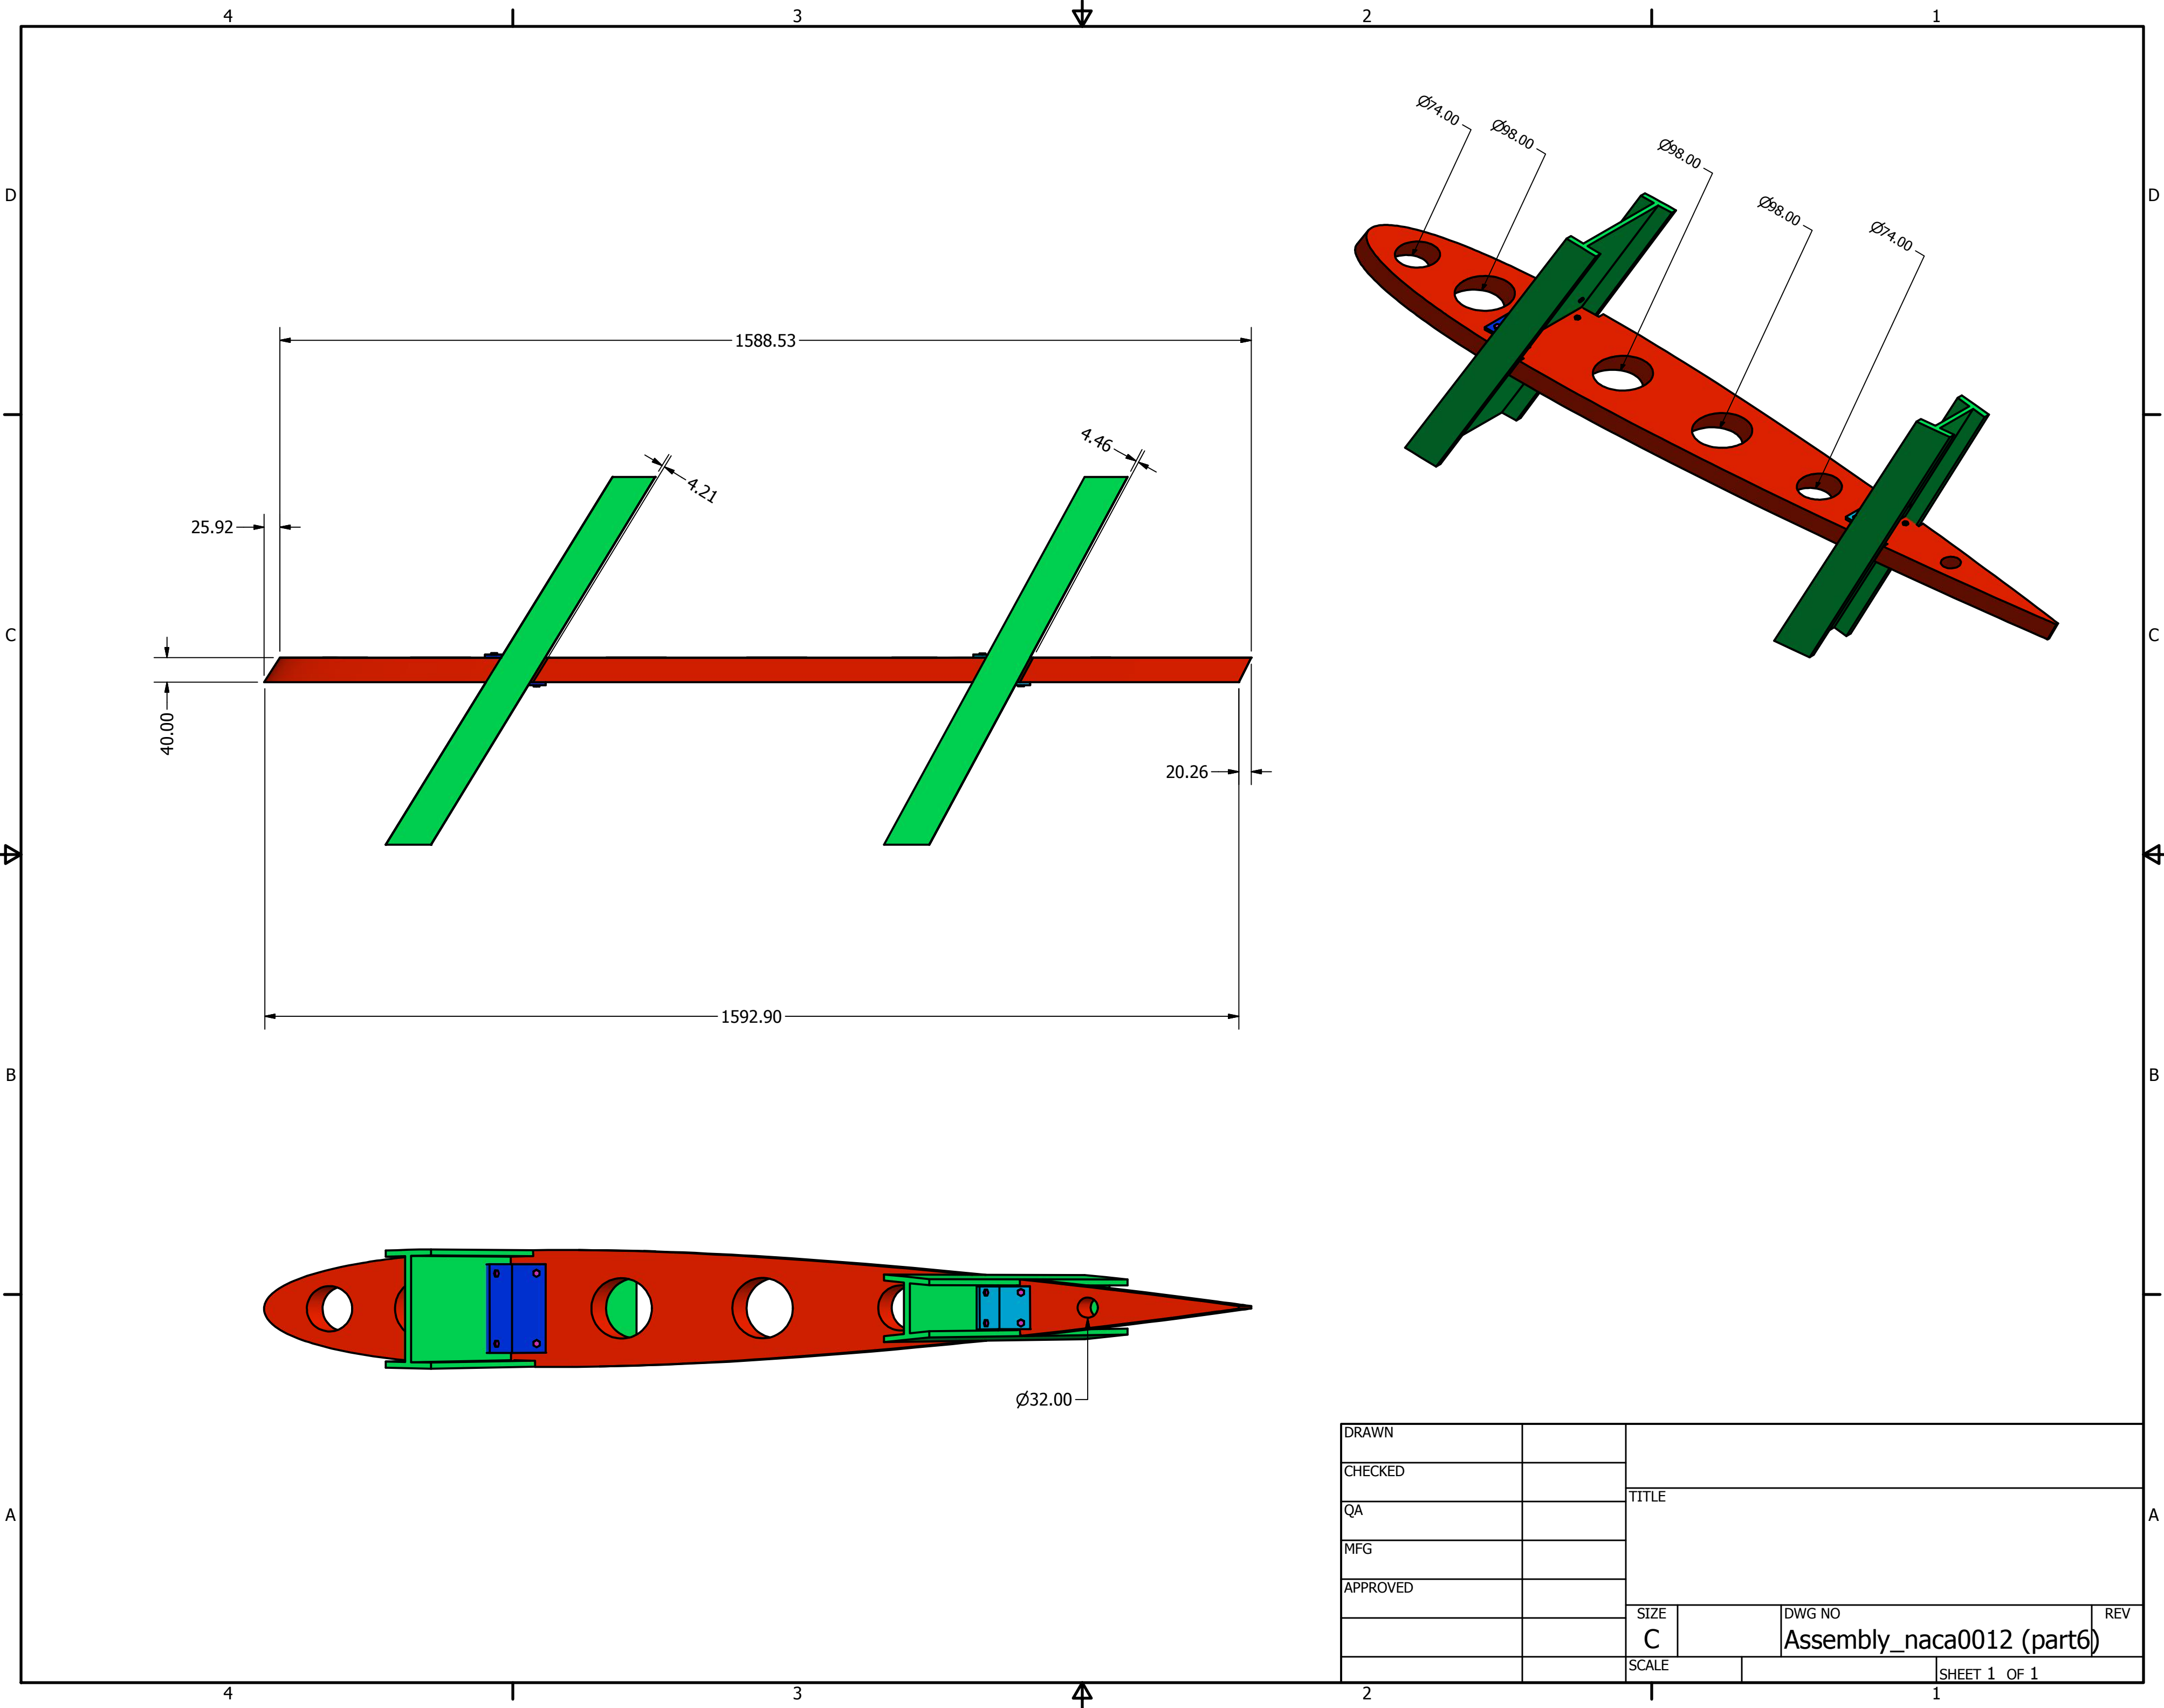 4 3 2 1
D D
C C
B B
A A
Ø74.00
Ø98.00
Ø98.00
Ø98.00
Ø74.00
1588.53
4.46
4.21
25.92
40.00
20.26
1592.90
Ø32.00
DRAWN
CHECKED
QA
MFG
APPROVED
TITLE
SIZE
C
DWG NO
Assembly_naca0012 (part6)
REV
SCALE
SHEET 1 OF 1
4 3 2 1